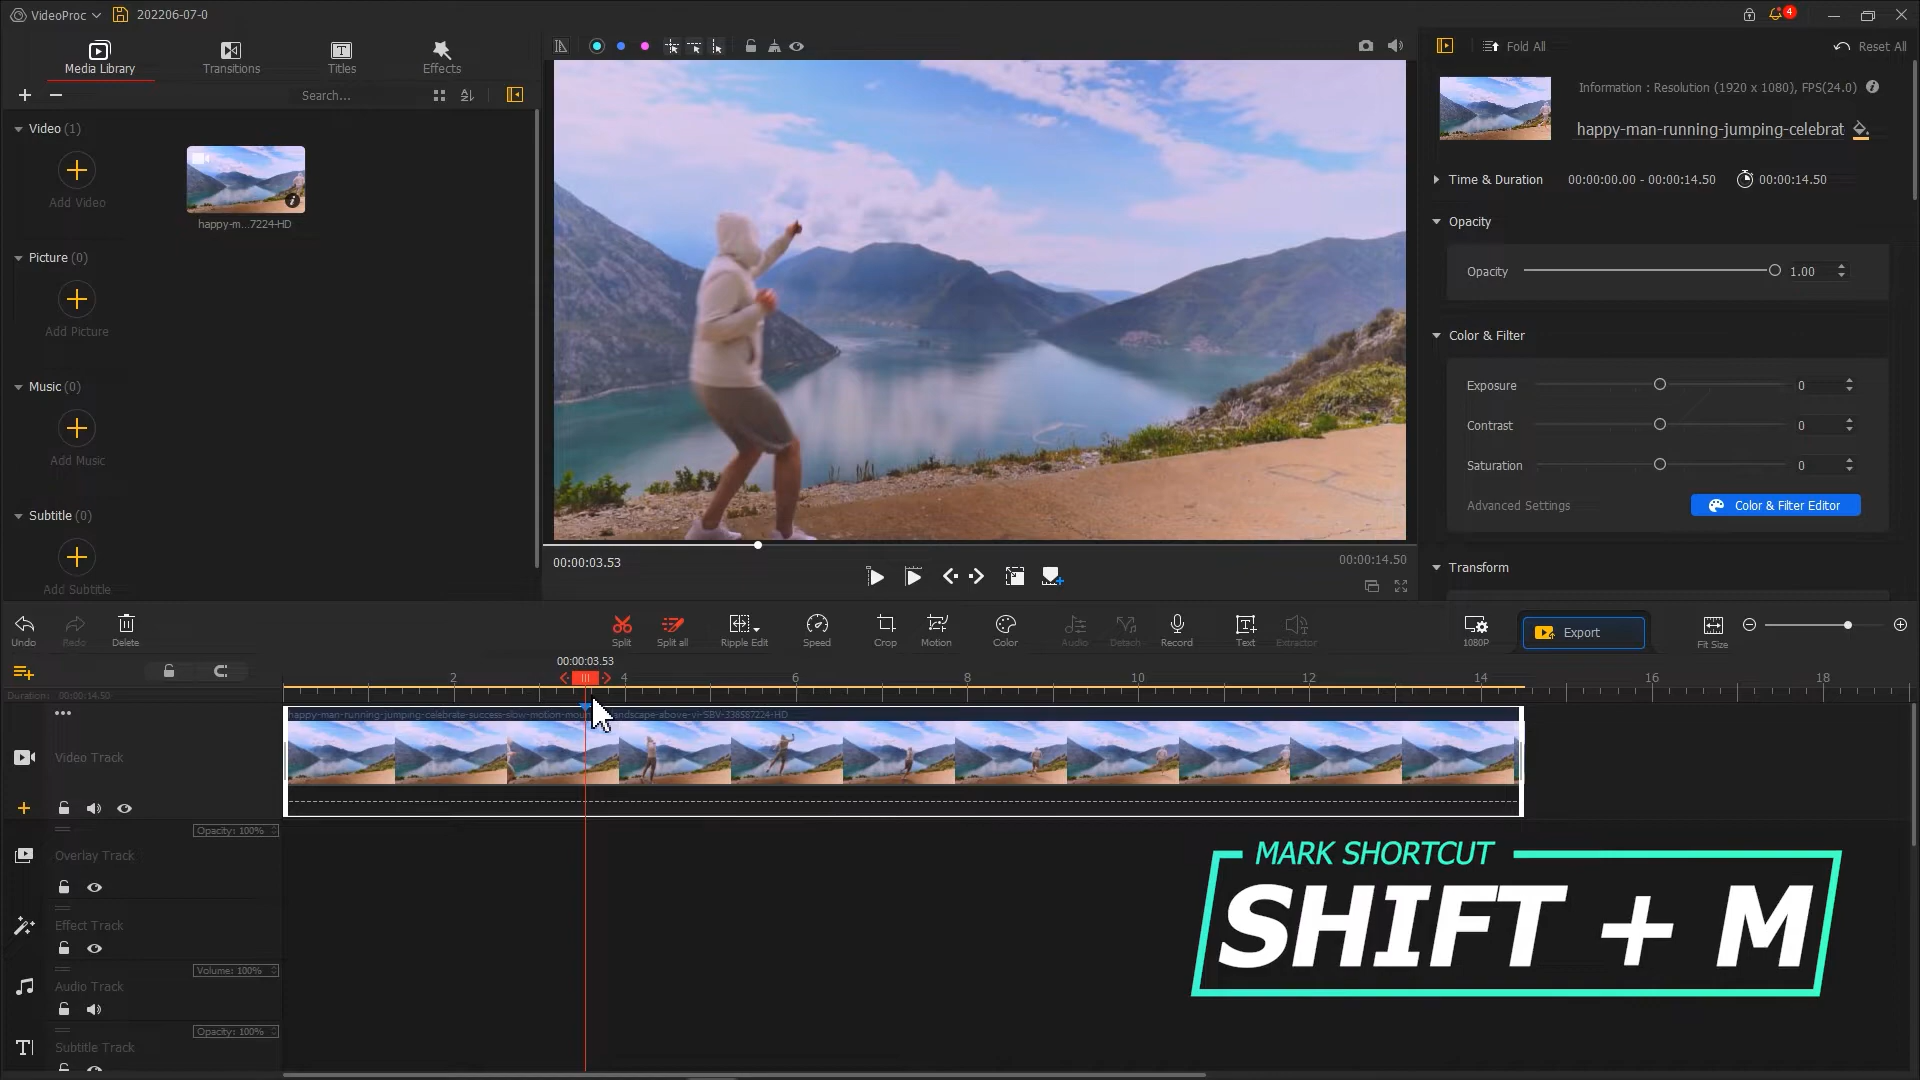 VideoProc
202206-07-0
4
Media Library
Transitions
Titles
Effects
Search...
Video (1)
Add Video
happy-m...7224-HD
Picture (0)
Add Picture
Music (0)
Add Music
Subtitle (0)
Add Subtitle
00:00:03.53
00:00:14.50
Fold All
Reset All
Information : Resolution (1920 x 1080), FPS(24.0)
happy-man-running-jumping-celebrat
Time & Duration 00:00:00.00 - 00:00:14.50 00:00:14.50
Opacity
Opacity 1.00
Color & Filter
Exposure 0
Contrast 0
Saturation 0
Advanced Settings
Color & Filter Editor
Transform
Undo
Redo
Delete
Split
Split all
Ripple Edit
Speed
Crop
Motion
Color
Audio
Detach
Record
Text
Extractor
1080P
Export
Fit Size
00:00:03.53
2 4 6 8 10 12 14 16 18
Duration: 00:00:14.50
Video Track
Opacity: 100%
Overlay Track
Effect Track
Volume: 100%
Audio Track
Opacity: 100%
Subtitle Track
MARK SHORTCUT
SHIFT + M